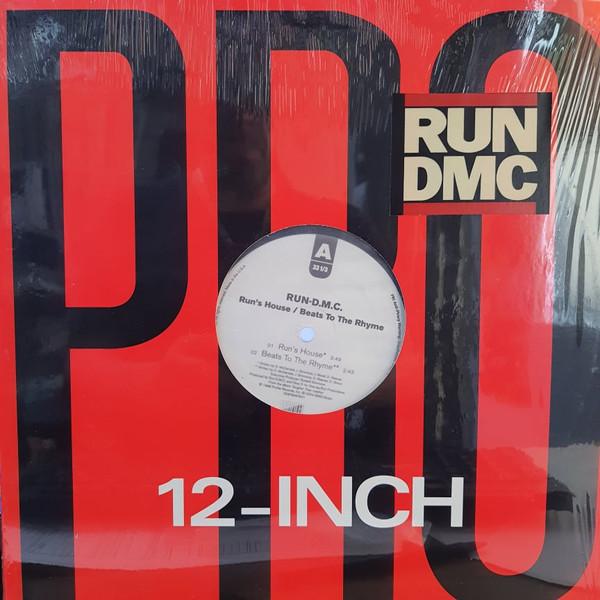 PRO
RUN
DMC
A
33 1/3
RUN-D.M.C.
Run's House / Beats To The Rhyme
01 Run's House* 3:49
02 Beats To The Rhyme** 2:43
12-INCH